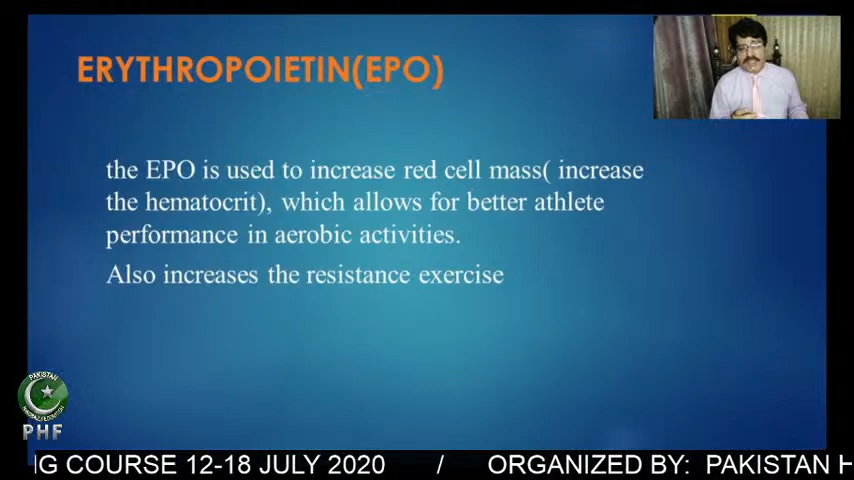 ERYTHROPOIETIN(EPO)
the EPO is used to increase red cell mass( increase
the hematocrit), which allows for better athlete
performance in aerobic activities.
Also increases the resistance exercise
PAKISTAN
PHF
IG COURSE 12-18 JULY 2020 / ORGANIZED BY: PAKISTAN H